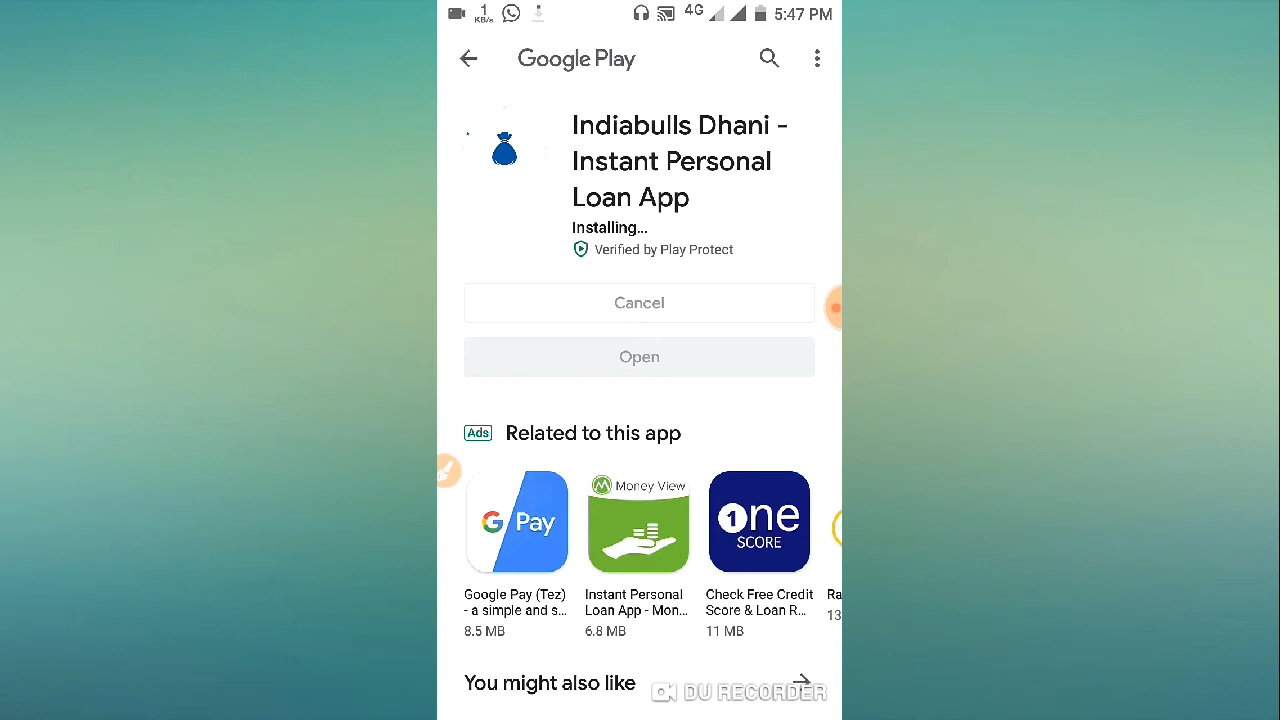 1
KB/s
4G
5:47 PM
Google Play
Indiabulls Dhani -
Instant Personal
Loan App
Installing...
Verified by Play Protect
Cancel
Open
Ads
Related to this app
G Pay
Money View
1ne
SCORE
Google Pay (Tez)
- a simple and s...
8.5 MB
Instant Personal
Loan App - Mon...
6.8 MB
Check Free Credit
Score & Loan R...
11 MB
Ra
13
You might also like
DU RECORDER